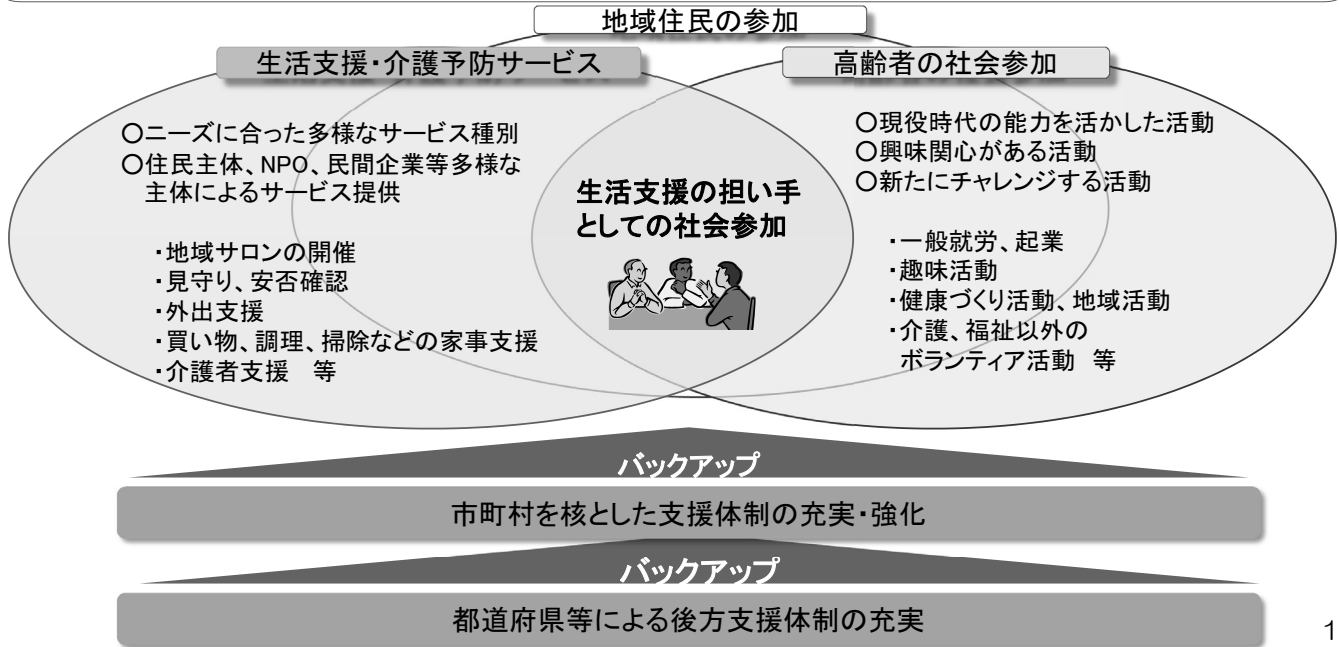 地域住民の参加
生活支援・介護予防サービス
○ニーズに合った多様なサービス種別
○住民主体、NPO、民間企業等多様な
主体によるサービス提供
・地域サロンの開催
・見守り、安否確認
・外出支援
・買い物、調理、掃除などの家事支援
・介護者支援　等
生活支援の担い手
としての社会参加
高齢者の社会参加
○現役時代の能力を活かした活動
○興味関心がある活動
○新たにチャレンジする活動
・一般就労、起業
・趣味活動
・健康づくり活動、地域活動
・介護、福祉以外の
ボランティア活動　等
バックアップ
市町村を核とした支援体制の充実・強化
バックアップ
都道府県等による後方支援体制の充実
1